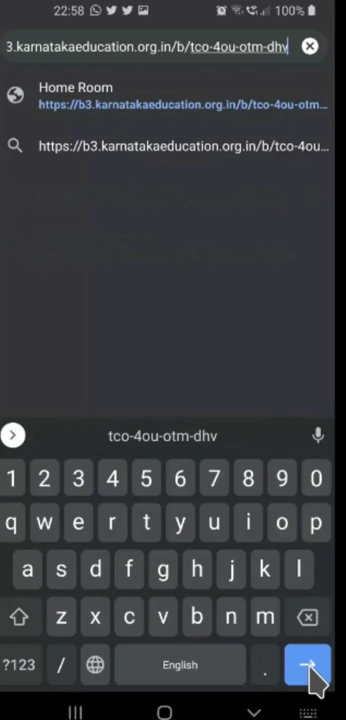 22:58 100%
3.karnatakaeducation.org.in/b/tco-4ou-otm-dhv
Home Room
https://b3.karnatakaeducation.org.in/b/tco-4ou-otm...
https://b3.karnatakaeducation.org.in/b/tco-4ou...
tco-4ou-otm-dhv
1 2 3 4 5 6 7 8 9 0
q w e r t y u i o p
a s d f g h j k l
z x c v b n m
?123 / English .